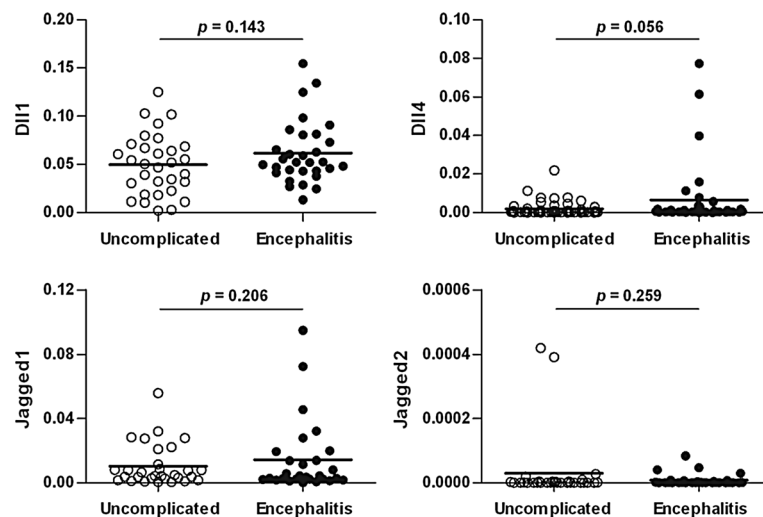 p = 0.143
0.20
0.15
0.10
0.05
0.00
Dll1
Uncomplicated Encephalitis
p = 0.056
0.10
0.08
0.06
0.04
0.02
0.00
Dll4
Uncomplicated Encephalitis
p = 0.206
0.12
0.08
0.04
0.00
Jagged1
Uncomplicated Encephalitis
p = 0.259
0.0006
0.0004
0.0002
0.0000
Jagged2
Uncomplicated Encephalitis